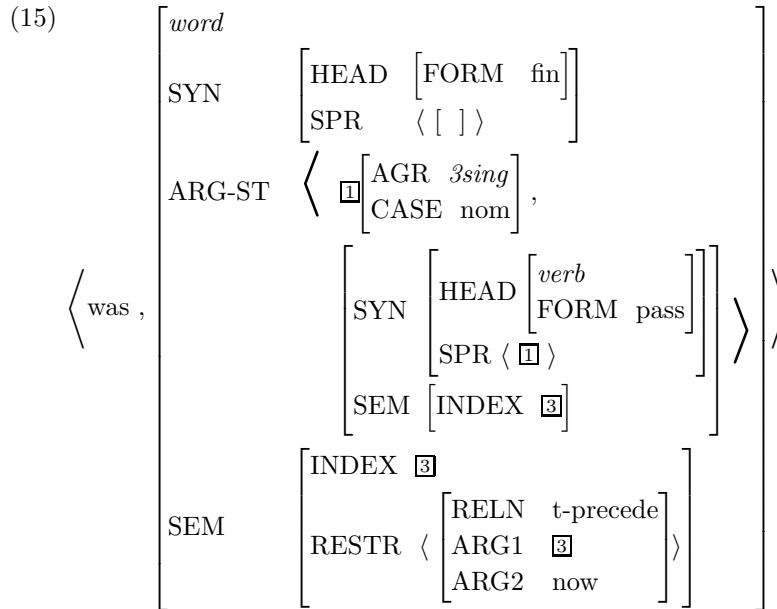 (15)
word
SYN [HEAD [FORM fin]
SPR ⟨ [ ] ⟩]
ARG-ST ⟨ 1[AGR 3sing
CASE nom] ,
⟨ was , [SYN [HEAD [verb
FORM pass]
SPR ⟨ 1 ⟩]
SEM [INDEX 3]] ⟩ ⟩
SEM [INDEX 3
RESTR ⟨ [RELN t-precede
ARG1 3
ARG2 now] ⟩]